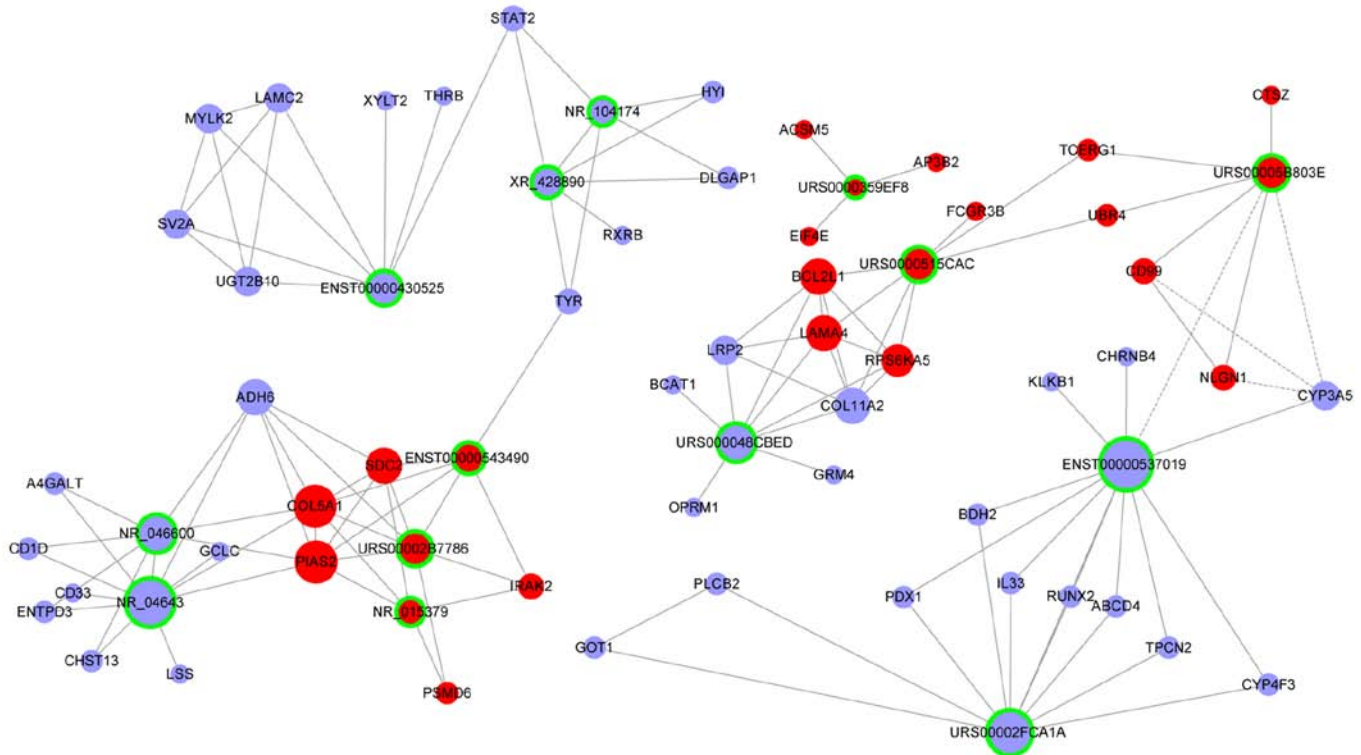 STAT2
LAMC2
XYLT2
THRB
HYI
MYLK2
NR_104174
CTSZ
ACSM5
TCERG1
AP3B2
XR_428890
DLGAP1
URS0000359EF8
URS00005B803E
SV2A
RXRB
EIF4E
FCGR3B
UBR4
UGT2B10
ENST00000430525
BCL2L1
URS0000515CAC
CD99
TYR
LAMA4
LRP2
RPS6KA5
CHRNB4
BCAT1
KLKB1
NLGN1
CYP3A5
ADH6
COL11A2
URS000048CBED
SDC2
ENST00000543490
GRM4
ENST00000537019
A4GALT
COL5A1
OPRM1
BDH2
NR_046600
CD1D
GCLC
PIAS2
URS00002B7786
CD33
ENTPD3
NR_04643
IRAK2
NR_015379
PLCB2
PDX1
IL33
RUNX2
ABCD4
GOT1
TPCN2
CHST13
LSS
PSMD6
CYP4F3
URS00002FCA1A